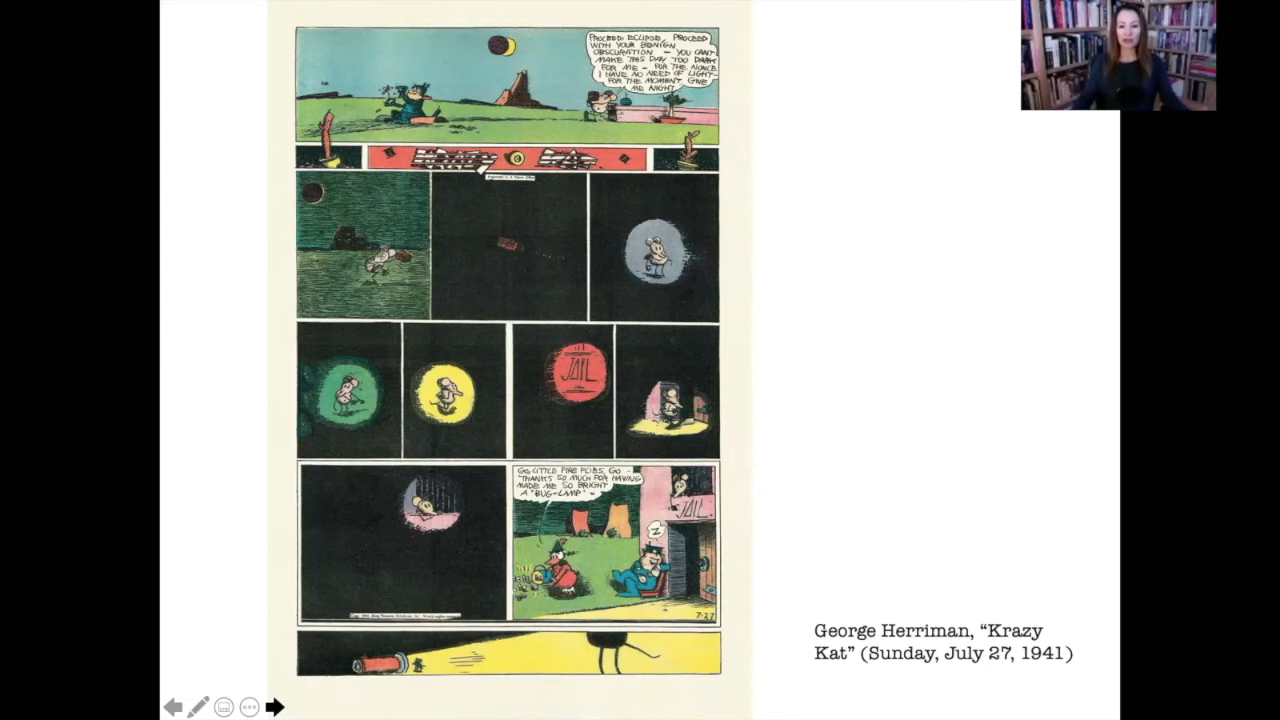 PROCEED, ECLIPSE, PROCEED
WITH YOUR BENIGN
OBSCURATION — YOU CAN'T
MAKE THIS DAY TOO DARK
FOR ME — FOR THE NONCE
I HAVE NO NEED OF LIGHT —
FOR THE MOMENT GIVE
ME NIGHT
JAIL
GO, LITTLE FIRE FLIES, GO —
THANKS SO MUCH FOR HAVING
MADE ME SO BRIGHT
A "BUG-LAMP" —
JAIL
Z
7-27
George Herriman, “Krazy
Kat” (Sunday, July 27, 1941)